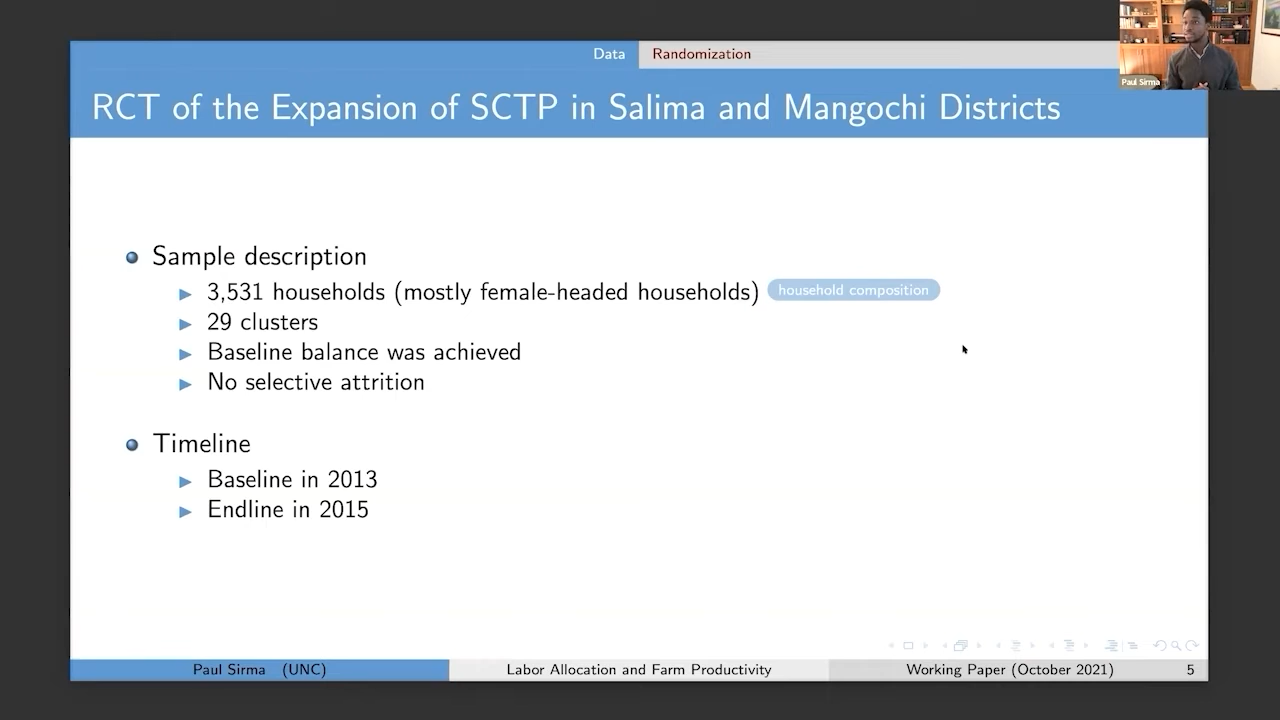 Data Randomization
RCT of the Expansion of SCTP in Salima and Mangochi Districts
Paul Sirma
Sample description
3,531 households (mostly female-headed households) household composition
29 clusters
Baseline balance was achieved
No selective attrition
Timeline
Baseline in 2013
Endline in 2015
Paul Sirma (UNC) Labor Allocation and Farm Productivity Working Paper (October 2021) 5